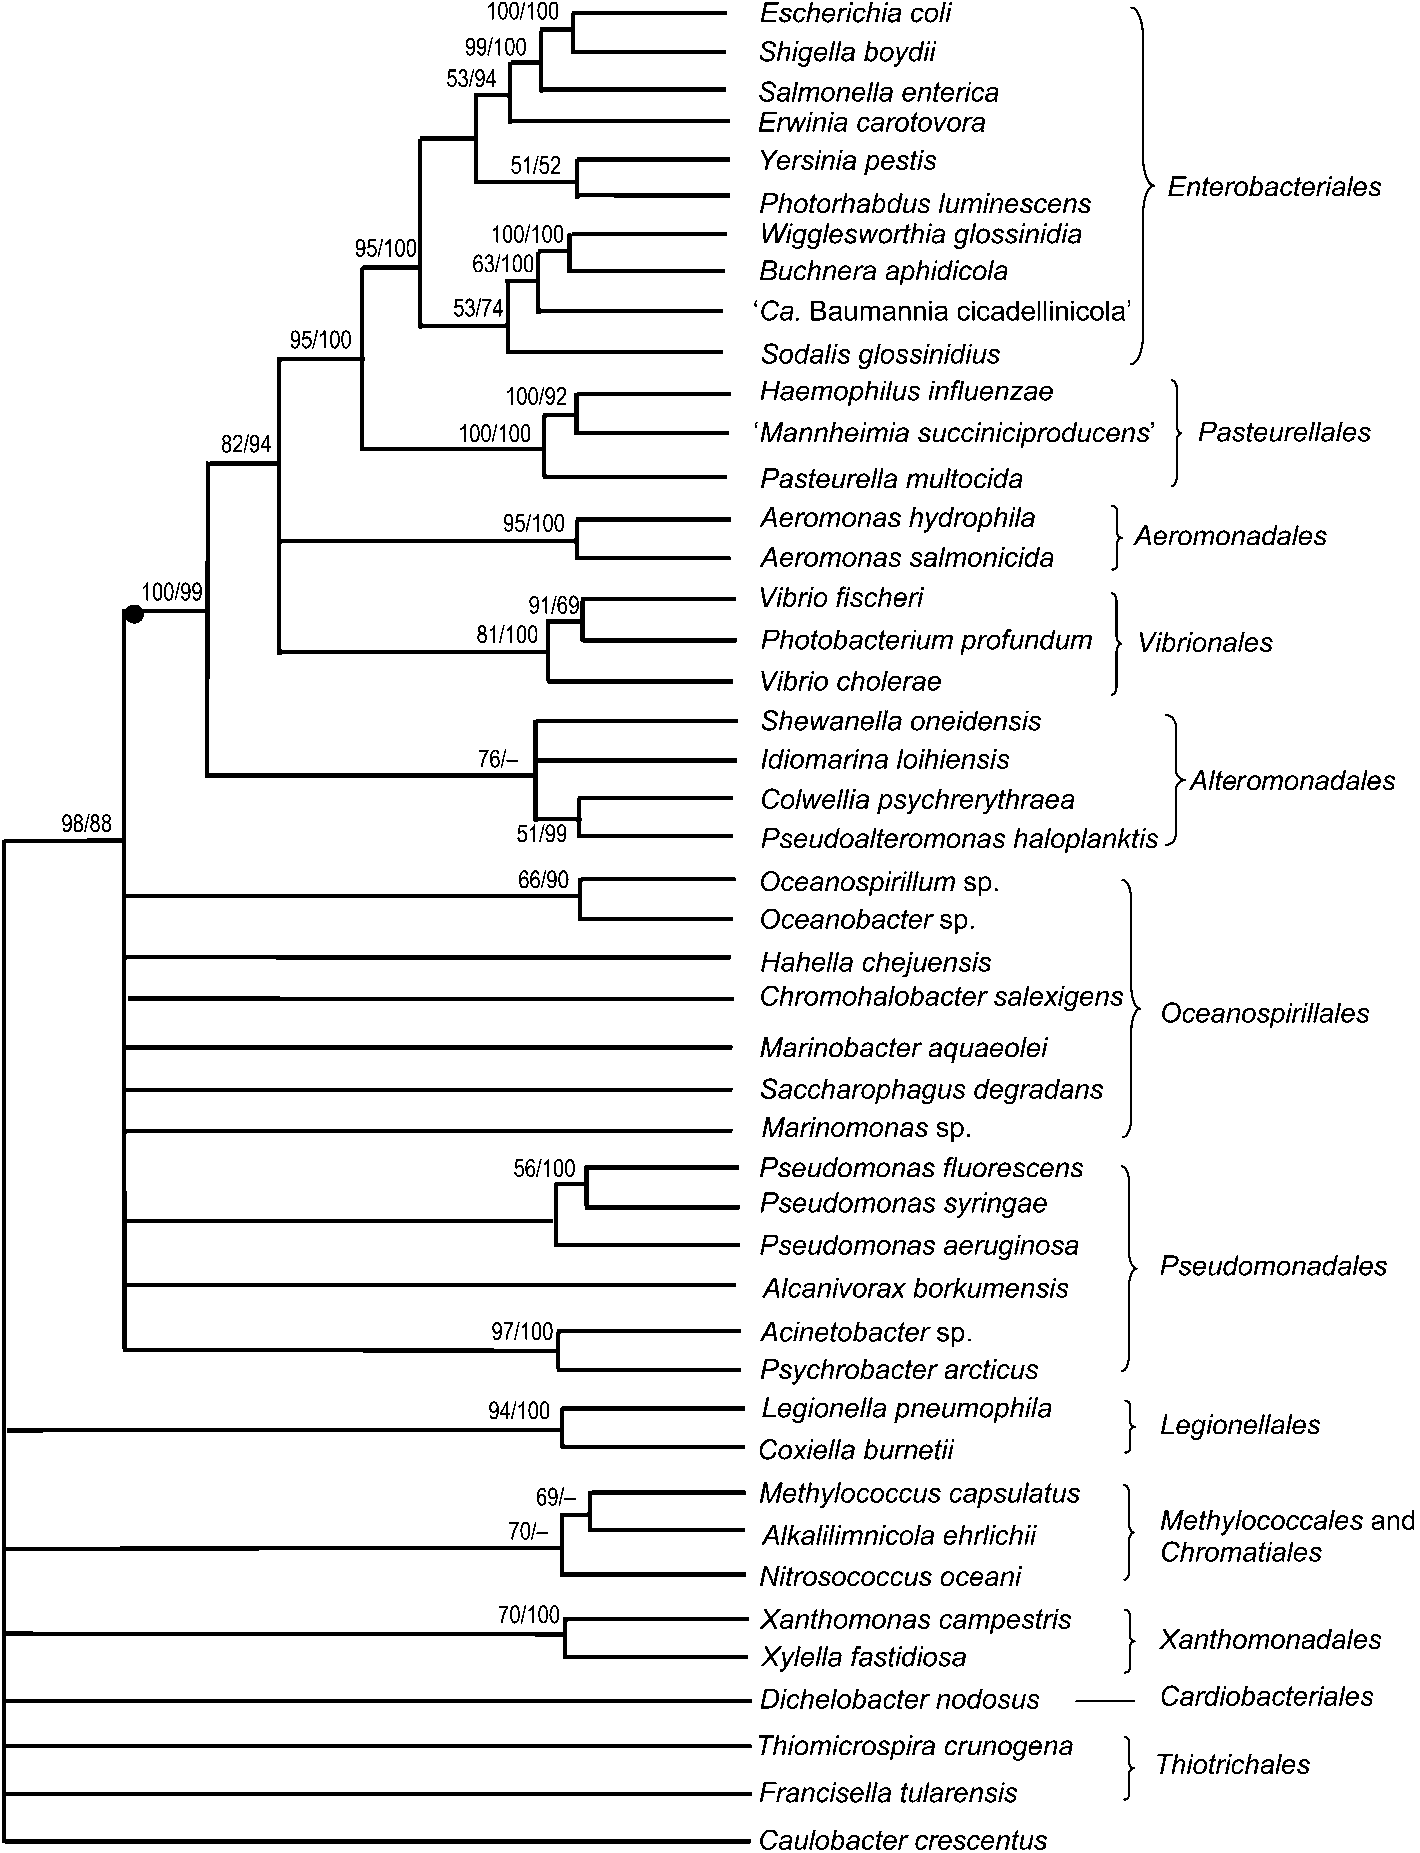 100/100
Escherichia coli
99/100
Shigella boydii
53/94
Salmonella enterica
Erwinia carotovora
51/52
Yersinia pestis
Enterobacteriales
Photorhabdus luminescens
100/100
Wigglesworthia glossinidia
95/100
63/100
Buchnera aphidicola
53/74
‘Ca. Baumannia cicadellinicola’
95/100
Sodalis glossinidius
100/92
Haemophilus influenzae
82/94
100/100
‘Mannheimia succiniciproducens’
Pasteurellales
Pasteurella multocida
95/100
Aeromonas hydrophila
Aeromonadales
Aeromonas salmonicida
100/99
91/69
Vibrio fischeri
81/100
Photobacterium profundum
Vibrionales
Vibrio cholerae
Shewanella oneidensis
76/–
Idiomarina loihiensis
Alteromonadales
Colwellia psychrerythraea
98/88
51/99
Pseudoalteromonas haloplanktis
66/90
Oceanospirillum sp.
Oceanobacter sp.
Hahella chejuensis
Chromohalobacter salexigens
Oceanospirillales
Marinobacter aquaeolei
Saccharophagus degradans
Marinomonas sp.
56/100
Pseudomonas fluorescens
Pseudomonas syringae
Pseudomonas aeruginosa
Pseudomonadales
Alcanivorax borkumensis
97/100
Acinetobacter sp.
Psychrobacter arcticus
94/100
Legionella pneumophila
Legionellales
Coxiella burnetii
69/–
Methylococcus capsulatus
70/–
Alkalilimnicola ehrlichii
Methylococcales and
Chromatiales
Nitrosococcus oceani
70/100
Xanthomonas campestris
Xanthomonadales
Xylella fastidiosa
Dichelobacter nodosus
Cardiobacteriales
Thiomicrospira crunogena
Thiotrichales
Francisella tularensis
Caulobacter crescentus